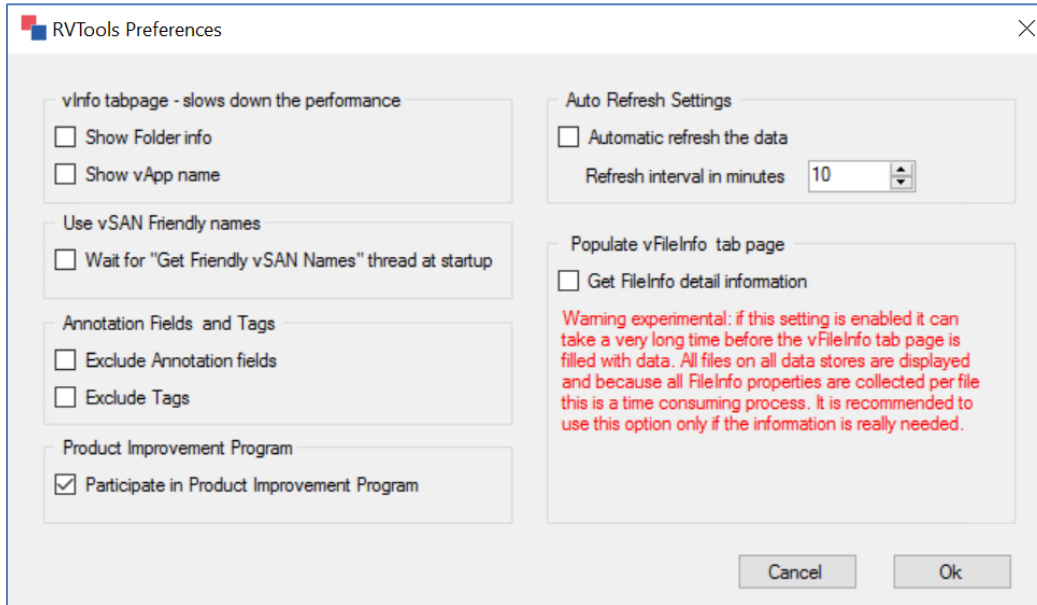 RVTools Preferences
vInfo tabpage - slows down the performance
Show Folder info
Show vApp name
Use vSAN Friendly names
Wait for "Get Friendly vSAN Names" thread at startup
Annotation Fields and Tags
Exclude Annotation fields
Exclude Tags
Product Improvement Program
Participate in Product Improvement Program
Auto Refresh Settings
Automatic refresh the data
Refresh interval in minutes 10
Populate vFileInfo tab page
Get FileInfo detail information
Warning experimental: if this setting is enabled it can
take a very long time before the vFileInfo tab page is
filled with data. All files on all data stores are displayed
and because all FileInfo properties are collected per file
this is a time consuming process. It is recommended to
use this option only if the information is really needed.
Cancel Ok